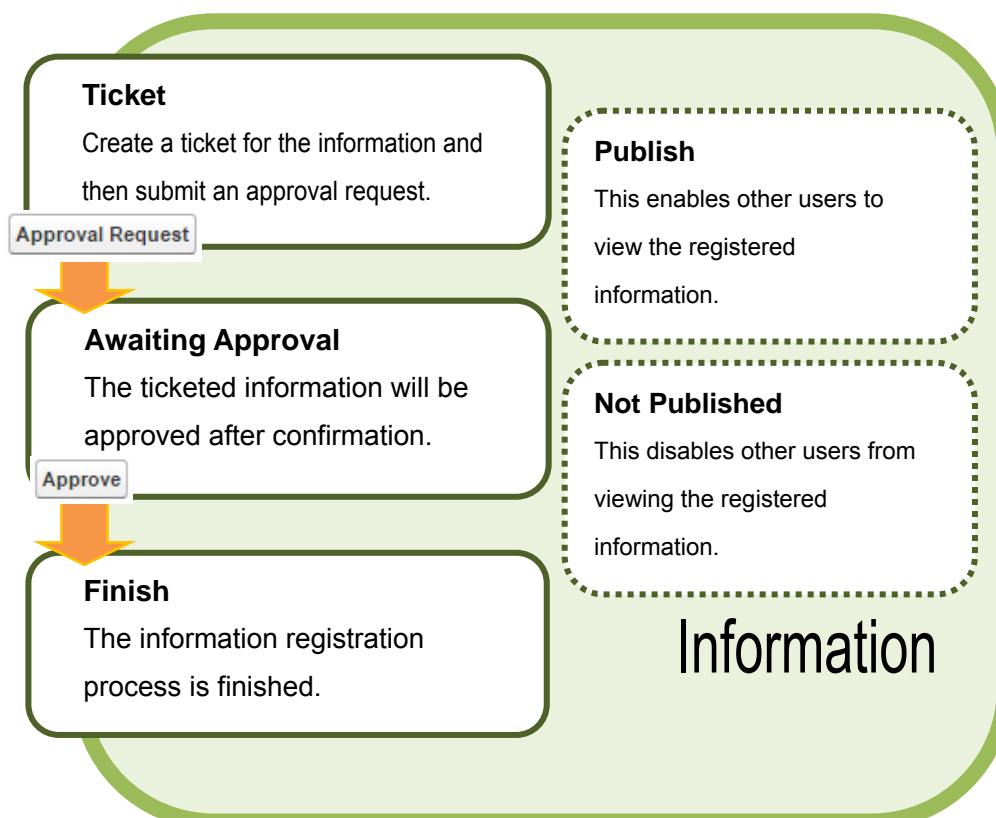 Ticket
Create a ticket for the information and
then submit an approval request.
Approval Request
Awaiting Approval
The ticketed information will be
approved after confirmation.
Approve
Finish
The information registration
process is finished.
Publish
This enables other users to
view the registered
information.
Not Published
This disables other users from
viewing the registered
information.
Information